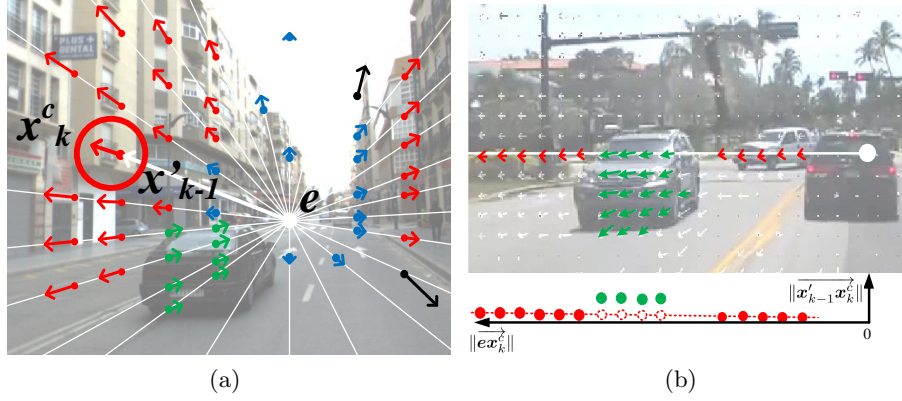 PLUS+
DENTAL
x^c_k
x'_{k-1}
e
‖x'_{k-1}x^c_k‖
‖ex^c_k‖
0
(a)
(b)